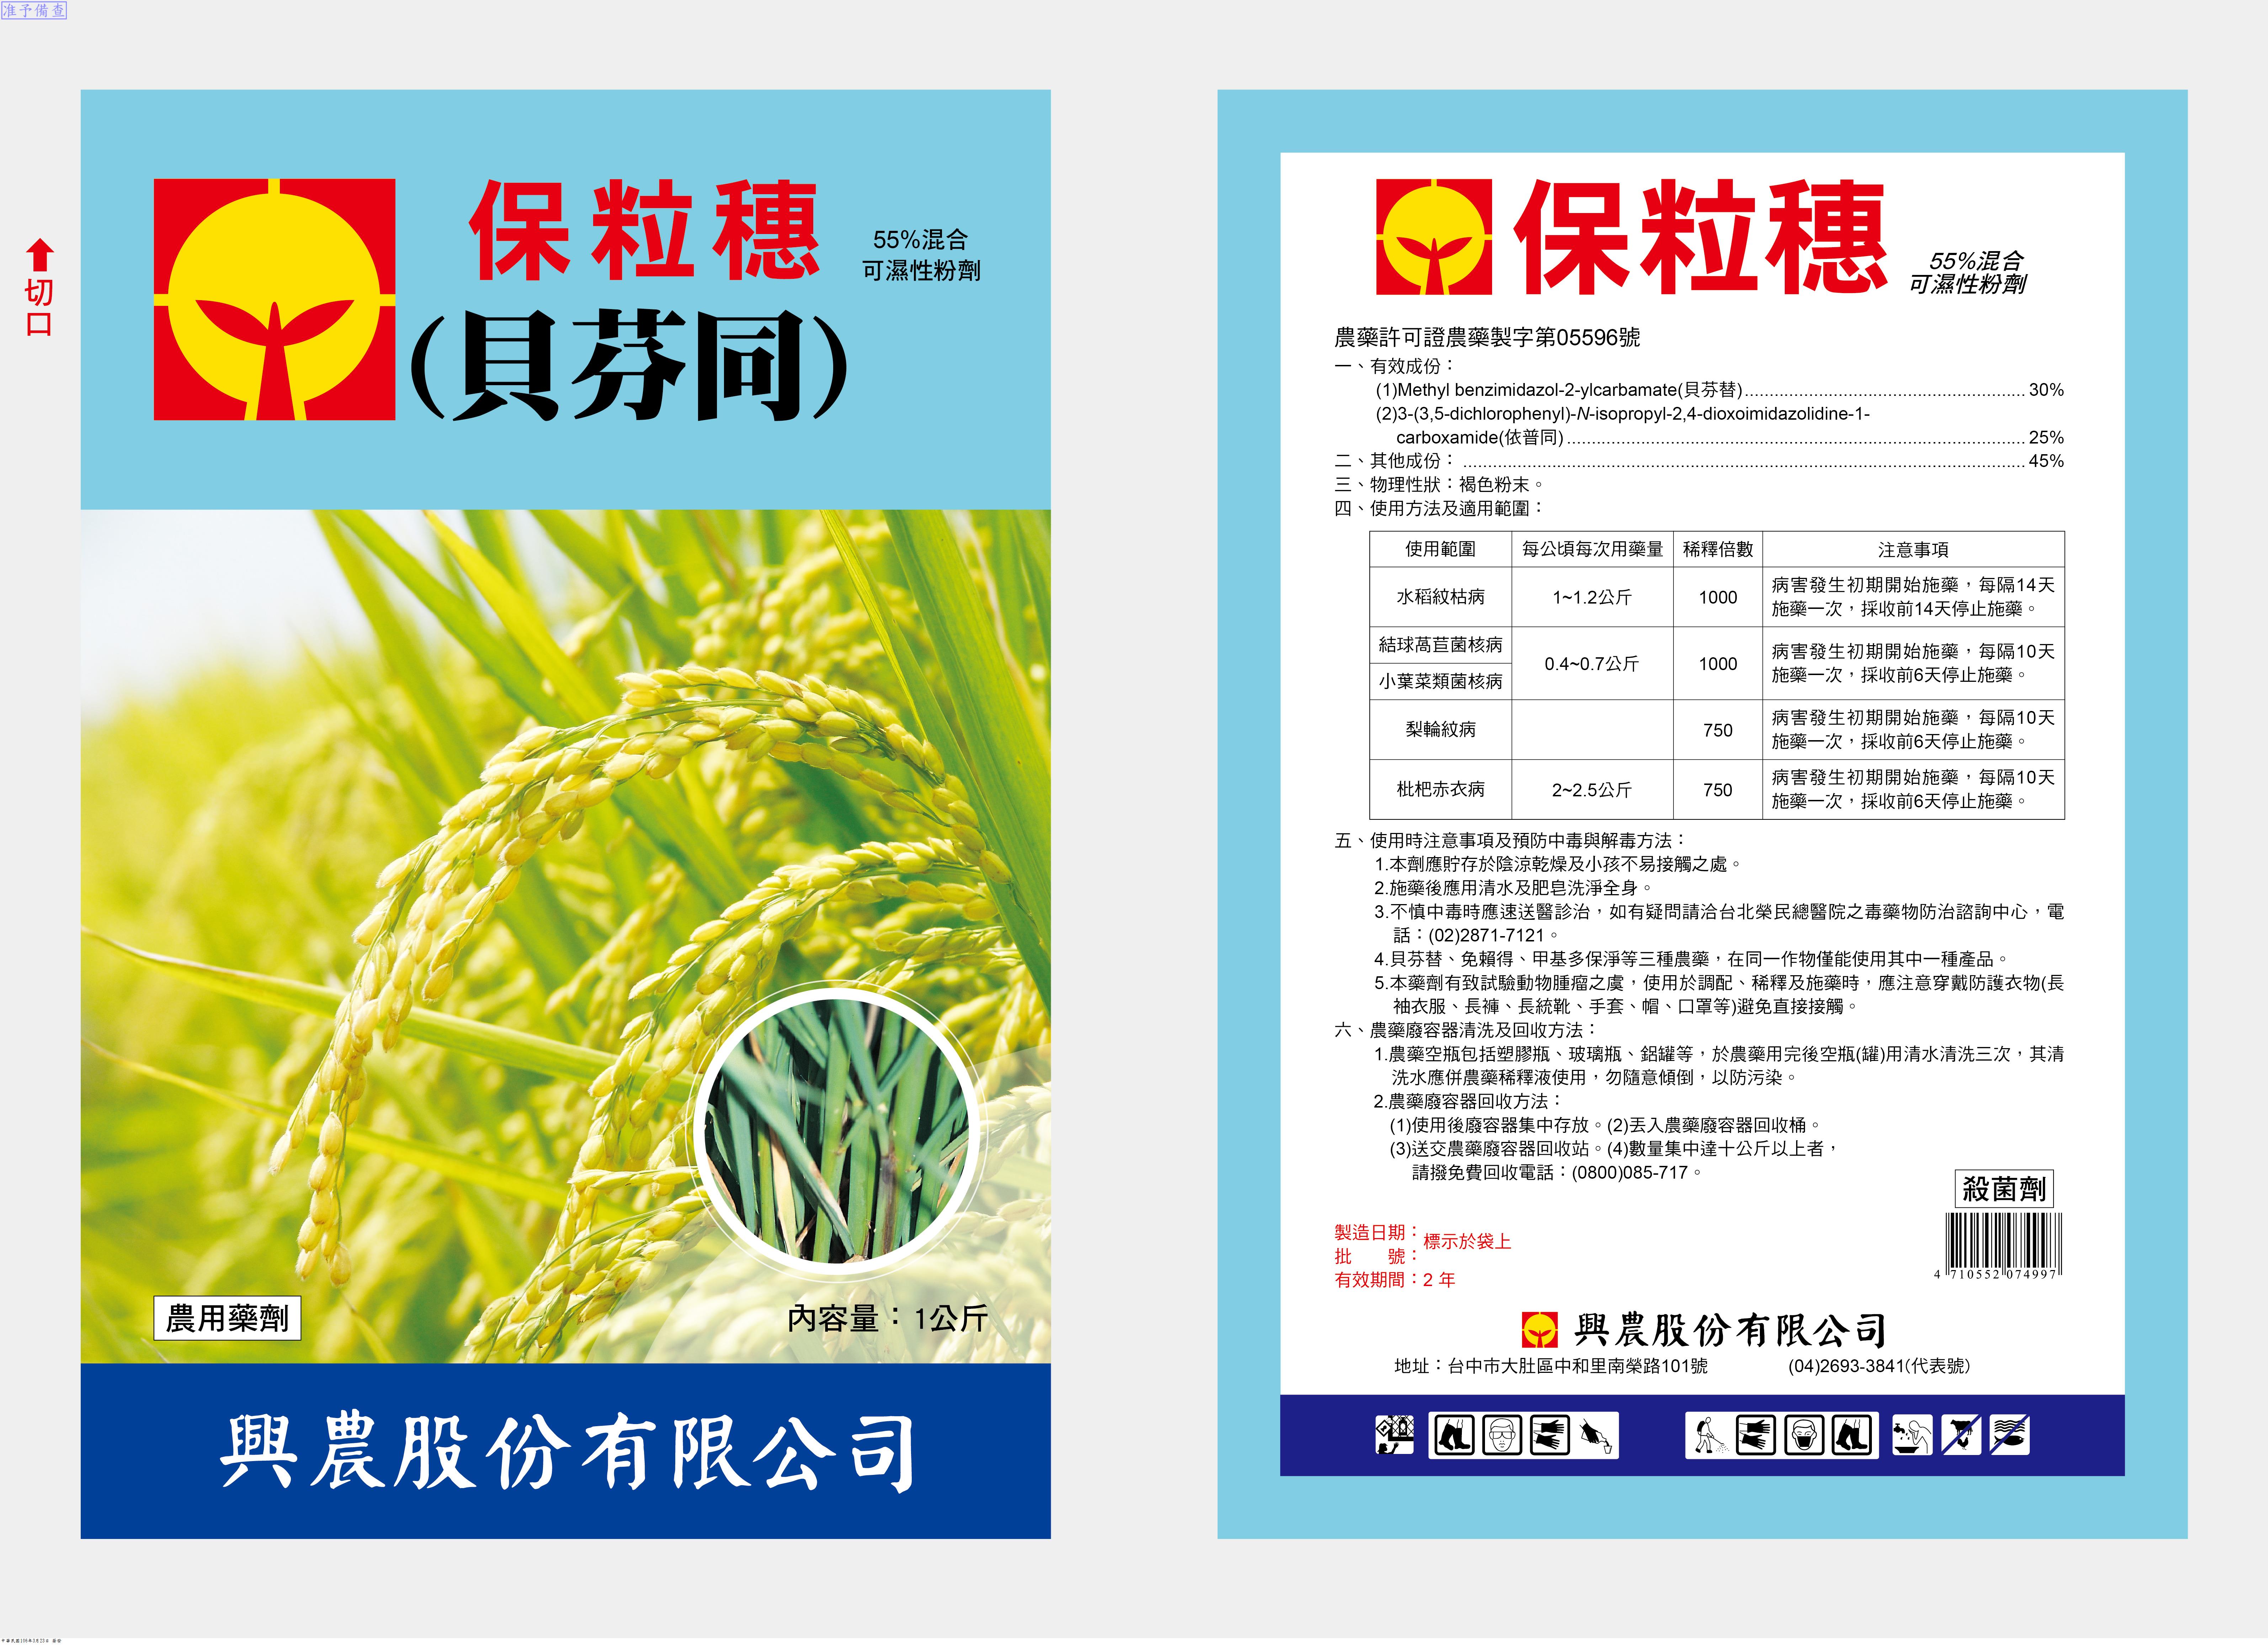 准予備查
切口
保粒穗
55%混合
可濕性粉劑
(貝芬同)
農用藥劑
內容量：1公斤
興農股份有限公司
保粒穗
55%混合
可濕性粉劑
農藥許可證農藥製字第05596號
一、有效成份：
(1)Methyl benzimidazol-2-ylcarbamate(貝芬替)......30%
(2)3-(3,5-dichlorophenyl)-N-isopropyl-2,4-dioxoimidazolidine-1-
carboxamide(依普同)......25%
二、其他成份：......45%
三、物理性狀：褐色粉末。
四、使用方法及適用範圍：
使用範圍 每公頃每次用藥量 稀釋倍數 注意事項
水稻紋枯病 1~1.2公斤 1000 病害發生初期開始施藥，每隔14天
施藥一次，採收前14天停止施藥。
結球萵苣菌核病
小葉菜類菌核病
0.4~0.7公斤 1000 病害發生初期開始施藥，每隔10天
施藥一次，採收前6天停止施藥。
梨輪紋病 750 病害發生初期開始施藥，每隔10天
施藥一次，採收前6天停止施藥。
枇杷赤衣病 2~2.5公斤 750 病害發生初期開始施藥，每隔10天
施藥一次，採收前6天停止施藥。
五、使用時注意事項及預防中毒與解毒方法：
1.本劑應貯存於陰涼乾燥及小孩不易接觸之處。
2.施藥後應用清水及肥皂洗淨全身。
3.不慎中毒時應速送醫診治，如有疑問請洽台北榮民總醫院之毒藥物防治諮詢中心，電
話：(02)2871-7121。
4.貝芬替、免賴得、甲基多保淨等三種農藥，在同一作物僅能使用其中一種產品。
5.本藥劑有致試驗動物腫瘤之虞，使用於調配、稀釋及施藥時，應注意穿戴防護衣物(長
袖衣服、長褲、長統靴、手套、帽、口罩等)避免直接接觸。
六、農藥廢容器清洗及回收方法：
1.農藥空瓶包括塑膠瓶、玻璃瓶、鋁罐等，於農藥用完後空瓶(罐)用清水清洗三次，其清
洗水應併農藥稀釋液使用，勿隨意傾倒，以防污染。
2.農藥廢容器回收方法：
(1)使用後廢容器集中存放。(2)丟入農藥廢容器回收桶。
(3)送交農藥廢容器回收站。(4)數量集中達十公斤以上者，
請撥免費回收電話：(0800)085-717。
殺菌劑
4 710552 074997
製造日期：
批　號：
標示於袋上
有效期間：2 年
興農股份有限公司
地址：台中市大肚區中和里南榮路101號 (04)2693-3841(代表號)